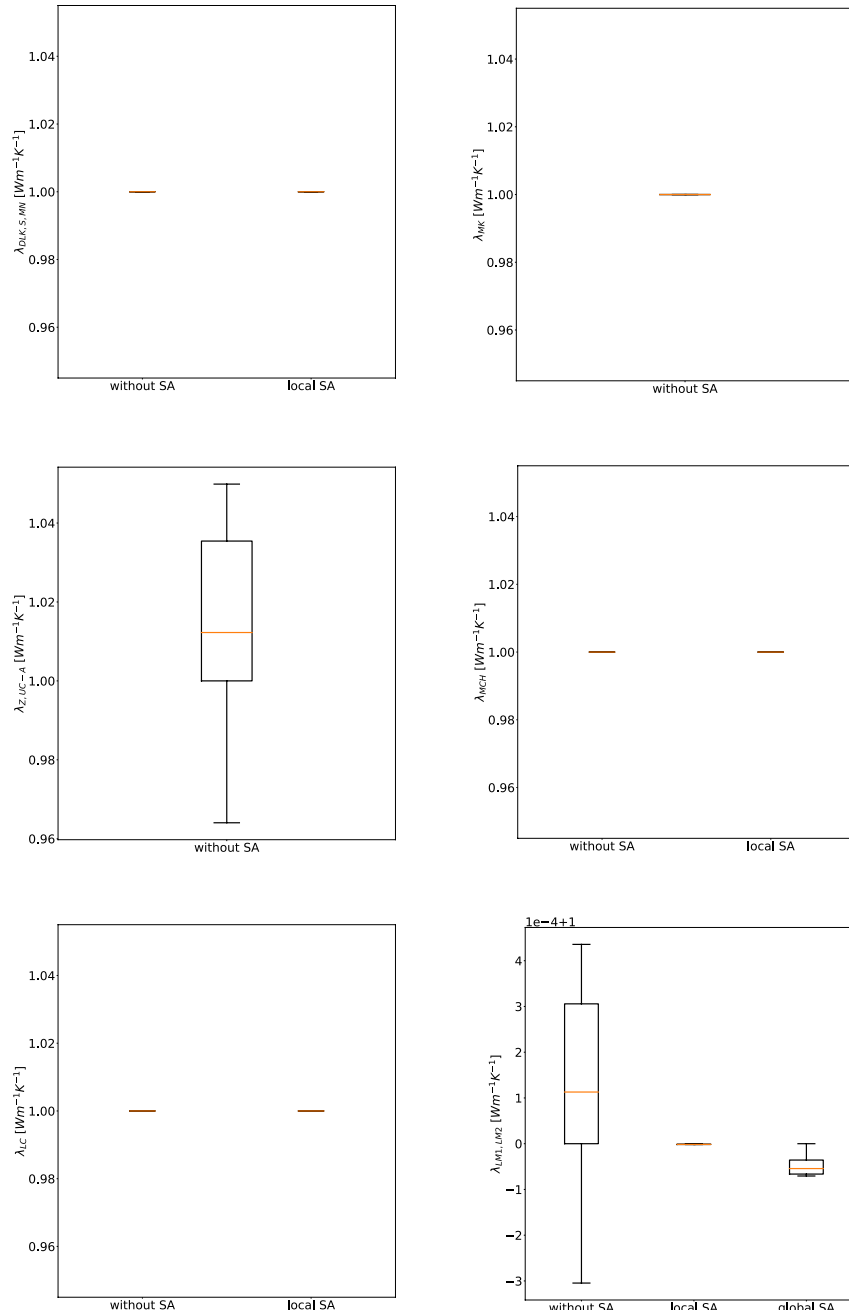 1.04
1.02
1.00
0.98
0.96
λDLK,S,MN [Wm−1K−1]
without SA local SA
1.04
1.02
1.00
0.98
0.96
λMK [Wm−1K−1]
without SA
1.04
1.02
1.00
0.98
0.96
λZ,UC−A [Wm−1K−1]
without SA
1.04
1.02
1.00
0.98
0.96
λMCH [Wm−1K−1]
without SA local SA
1.04
1.02
1.00
0.98
0.96
λLC [Wm−1K−1]
without SA local SA
1e−4+1
4
3
2
1
0
−1
−2
−3
λLM1,LM2 [Wm−1K−1]
without SA local SA global SA